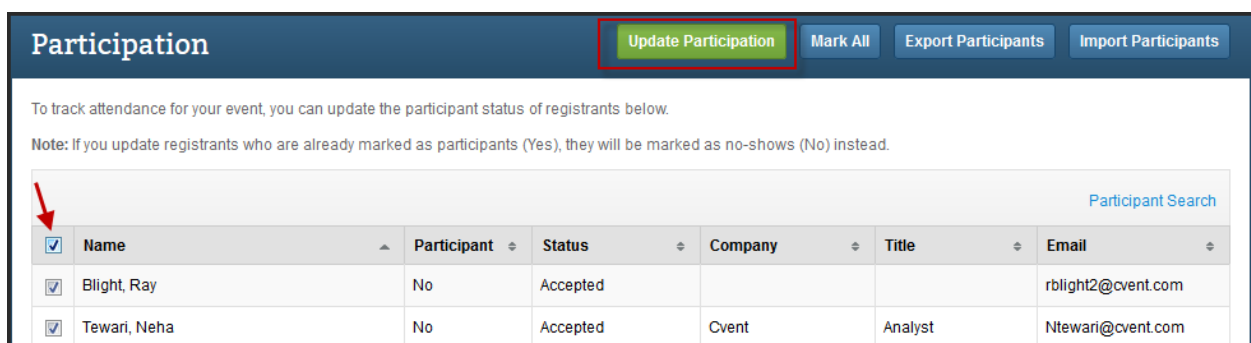 Participation
Update Participation Mark All Export Participants Import Participants
To track attendance for your event, you can update the participant status of registrants below.
Note: If you update registrants who are already marked as participants (Yes), they will be marked as no-shows (No) instead.
Participant Search
Name Participant Status Company Title Email
Blight, Ray No Accepted rblight2@cvent.com
Tewari, Neha No Accepted Cvent Analyst Ntewari@cvent.com